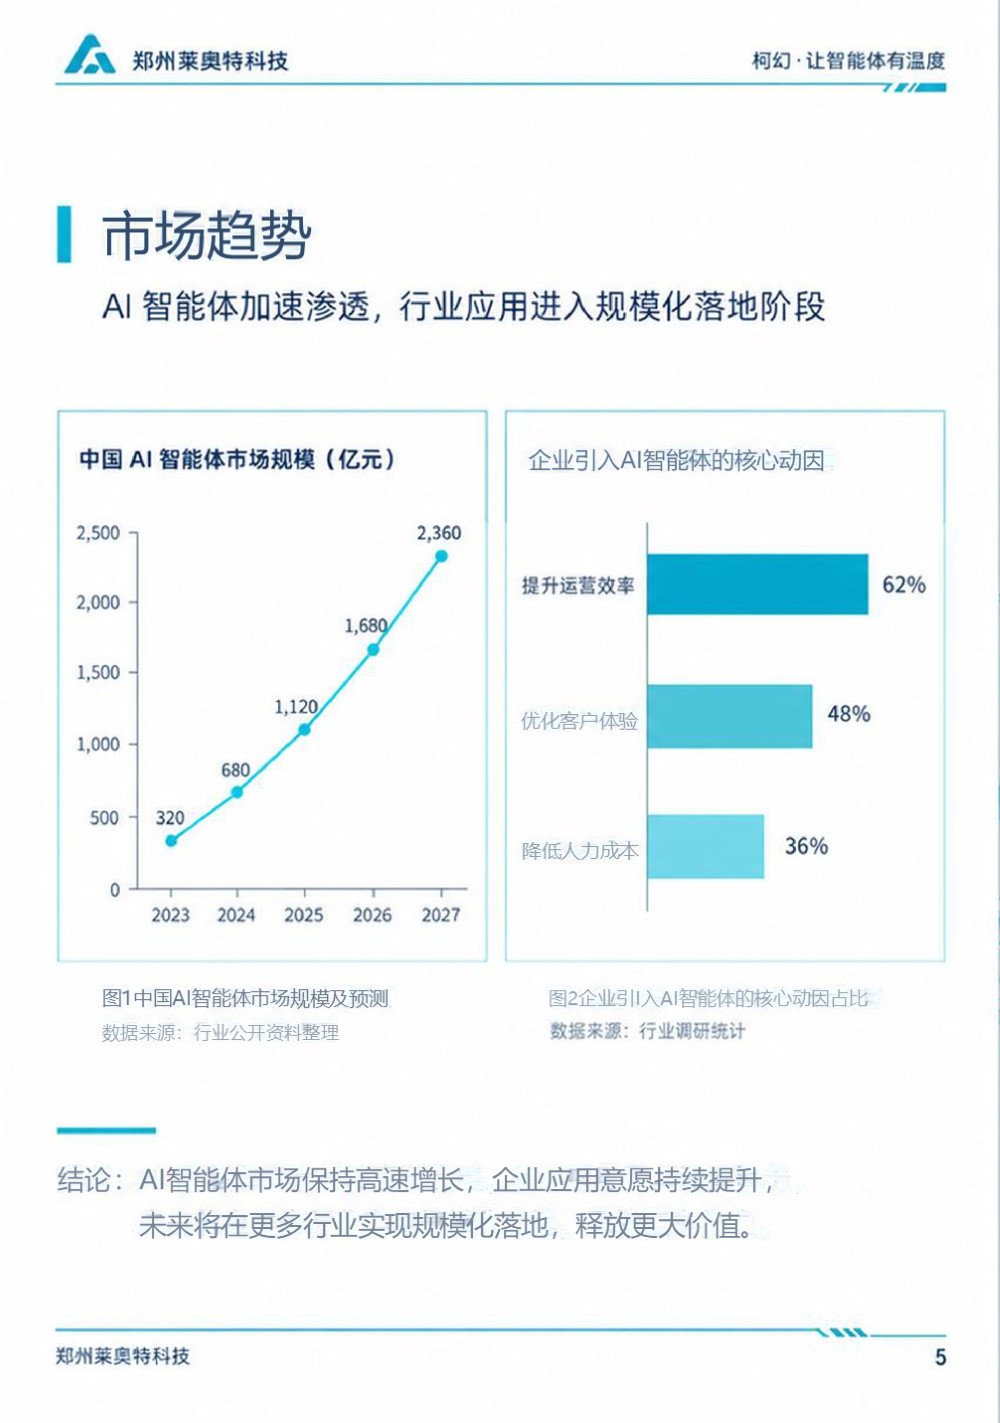 郑州莱奥特科技
柯幻·让智能体有温度
市场趋势
AI 智能体加速渗透，行业应用进入规模化落地阶段
中国 AI 智能体市场规模（亿元）
2,500
2,000
1,500
1,000
500
0
320
680
1,120
1,680
2,360
2023 2024 2025 2026 2027
企业引入AI智能体的核心动因
提升运营效率 62%
优化客户体验 48%
降低人力成本 36%
图1中国AI智能体市场规模及预测
数据来源：行业公开资料整理
图2企业引入AI智能体的核心动因占比
数据来源：行业调研统计
结论：AI智能体市场保持高速增长，企业应用意愿持续提升，
未来将在更多行业实现规模化落地，释放更大价值。
郑州莱奥特科技
5